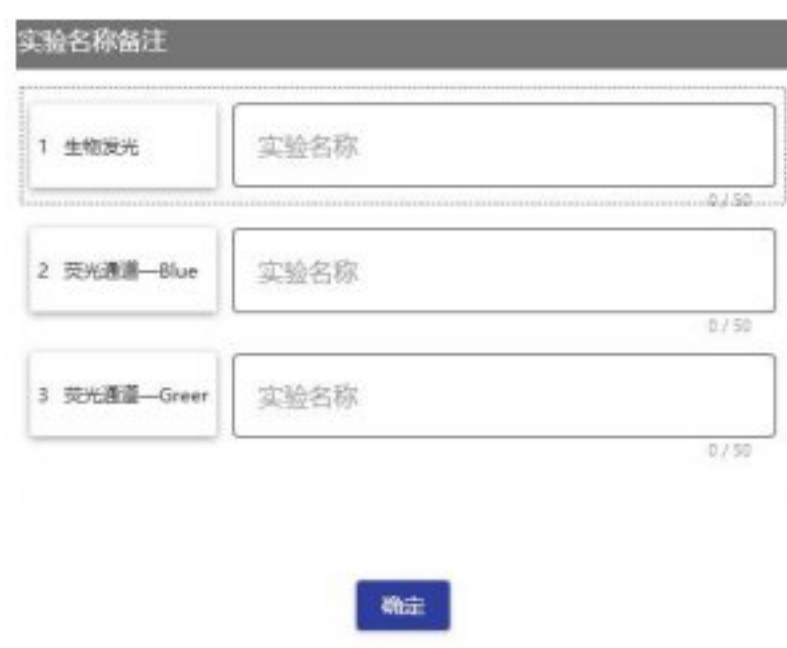 实验名称备注
1 生物发光
实验名称
0 / 50
2 荧光通道—Blue
实验名称
0 / 50
3 荧光通道—Greer
实验名称
0 / 50
确定